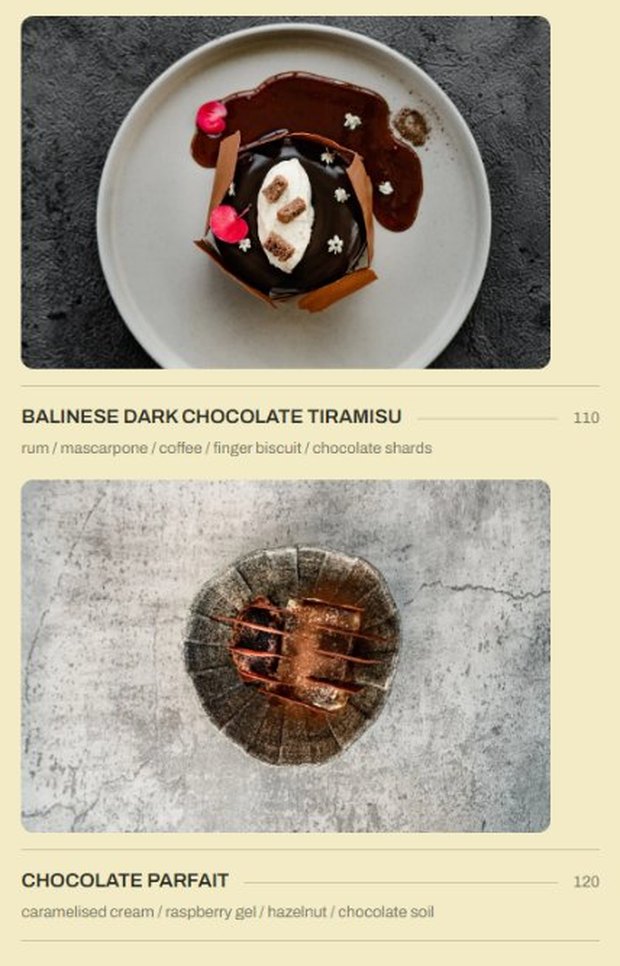 BALINESE DARK CHOCOLATE TIRAMISU 110
rum / mascarpone / coffee / finger biscuit / chocolate shards
CHOCOLATE PARFAIT 120
caramelised cream / raspberry gel / hazelnut / chocolate soil